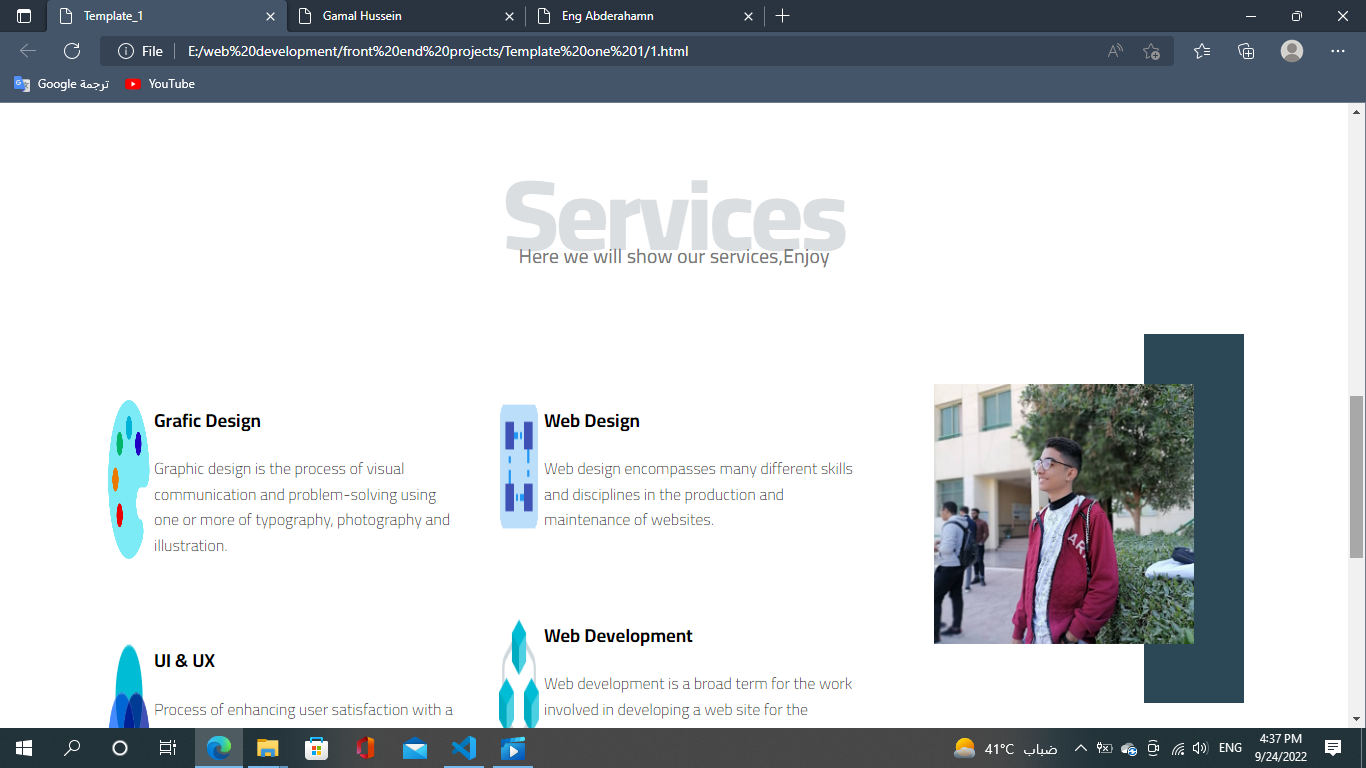 Template_1
Gamal Hussein
Eng Abderahamn
File
E:/web%20development/front%20end%20projects/Template%20one%201/1.html
Google ترجمة
YouTube
Services
Here we will show our services,Enjoy
Grafic Design
Graphic design is the process of visual
communication and problem-solving using
one or more of typography, photography and
illustration.
Web Design
Web design encompasses many different skills
and disciplines in the production and
maintenance of websites.
AR
UI & UX
Process of enhancing user satisfaction with a
Web Development
Web development is a broad term for the work
involved in developing a web site for the
41°C ضباب
ENG
4:37 PM
9/24/2022